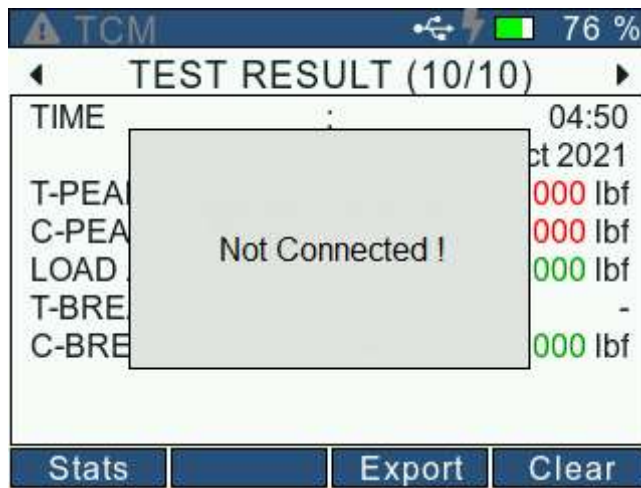 TCM 76 %
TEST RESULT (10/10)
TIME : 04:50
ct 2021
T-PEA 000 lbf
C-PEA 000 lbf
Not Connected !
LOAD 000 lbf
T-BRE -
C-BRE 000 lbf
Stats Export Clear